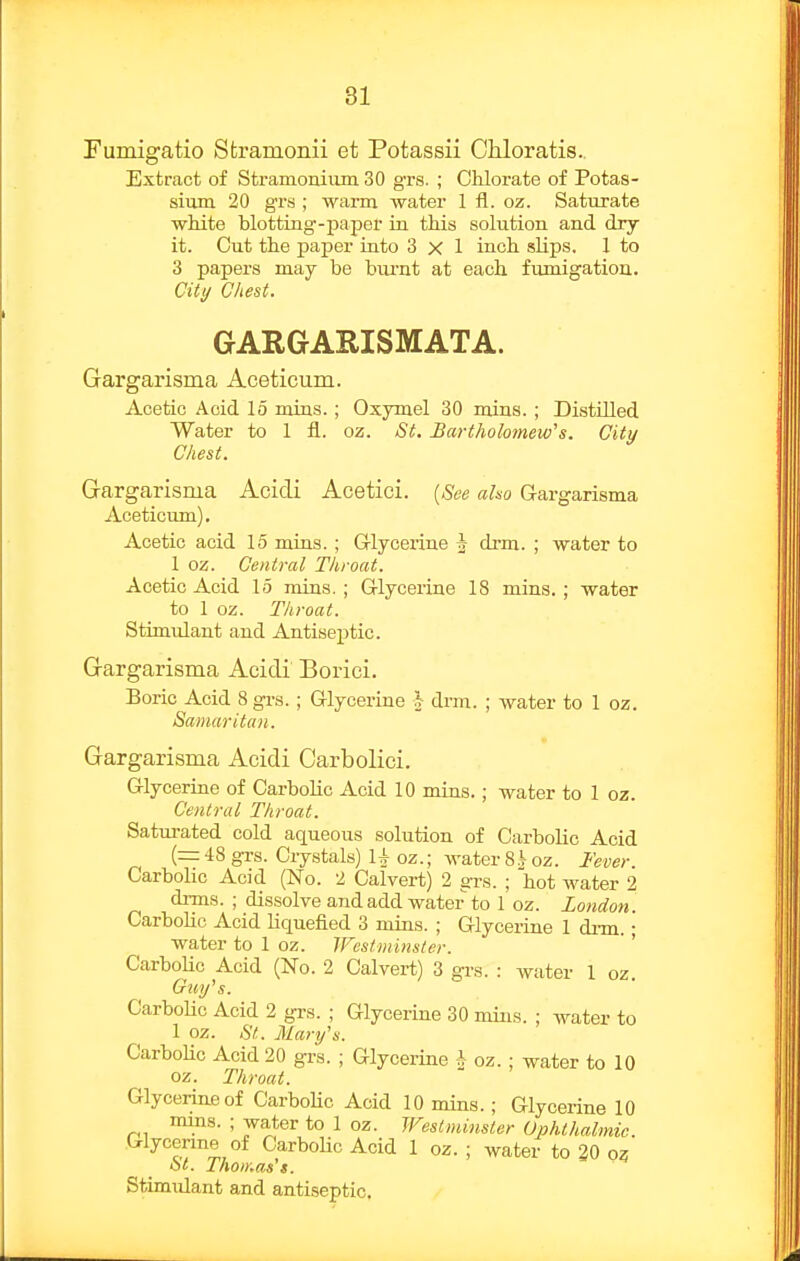 31
Fumigatio Stramonii et Potassii Chloratis.
Extract of Stramonium 30 grs. ; Chlorate of Potas-
sium 20 grs ; warm water 1 fl. oz. Saturate
white blotting-paper in this solution and dry
it. Cut the paper into 3 x 1 inch slips. 1 to
3 papers may be burnt at each fumigation.
City Chest.
GARGARISMATA.
Gargarisma Aceticum.
Acetic Acid 15 mins. ; Oxymel 30 mins. ; Distilled
Water to 1 fl. oz. St. Bartholomew's. City
Chest.
Gargarisma Acidi Acetici. (See also Gargarisma
Aceticum).
Acetic acid 15 mins. ; Glycerine ½ drm. ; water to
1 oz. Central Throat.
Acetic Acid 15 mins. ; Glycerine 18 mins. ; water
to 1 oz. Throat.
Stimulant and Antiseptic.
Gargarisma Acidi Borici.
Boric Acid 8 grs. ; Glycerine ½ drm. ; water to 1 oz.
Samaritan.
Gargarisma Acidi Carbolici.
Glycerine of Carbolic Acid 10 mins. ; water to 1 oz.
Central Throat.
Saturated cold aqueous solution of Carbolic Acid
(= 48 grs. Crystals) 1½ oz.; water 8½ oz. Fever.
Carbolic Acid (No. 2 Calvert) 2 grs. ; hot water 2
drms. ; dissolve and add water to 1 oz. London.
Carbolic Acid liquefied 3 mins. ; Glycerine 1 drm. ;
water to 1 oz. Westminster.
Carbolic Acid (No. 2 Calvert) 3 grs. : water 1 oz.
Guy's.
Carbolic Acid 2 grs. ; Glycerine 30 mins. ; water to
1 oz. St. Mary's.
Carbolic Acid 20 grs. ; Glycerine ½ oz. ; water to 10
oz. Throat.
Glycerine of Carbolic Acid 10 mins. ; Glycerine 10
mins. ; water to 1 oz. Westminster Ophthalmic.
Glycerine of Carbolic Acid 1 oz. ; water to 20 oz
St. Thomas's.
Stimulant and antiseptic.